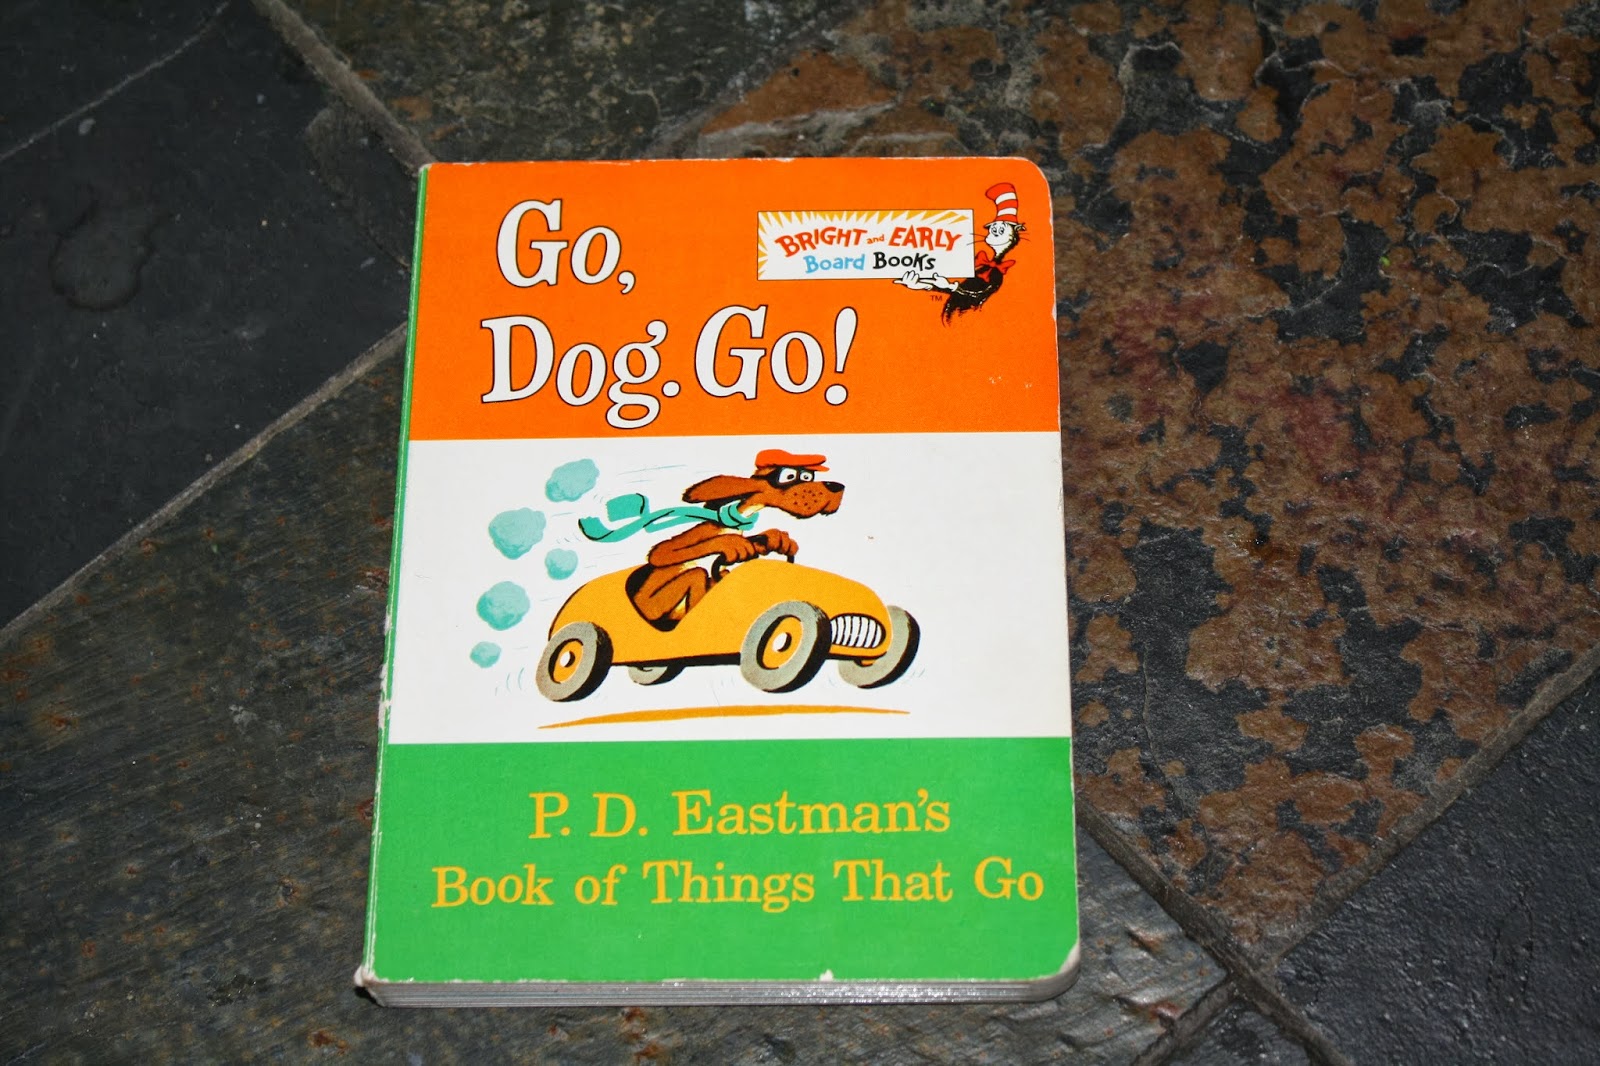 Go,
Dog. Go!
BRIGHT and EARLY
Board BOOKS
TM
P. D. Eastman's
Book of Things That Go